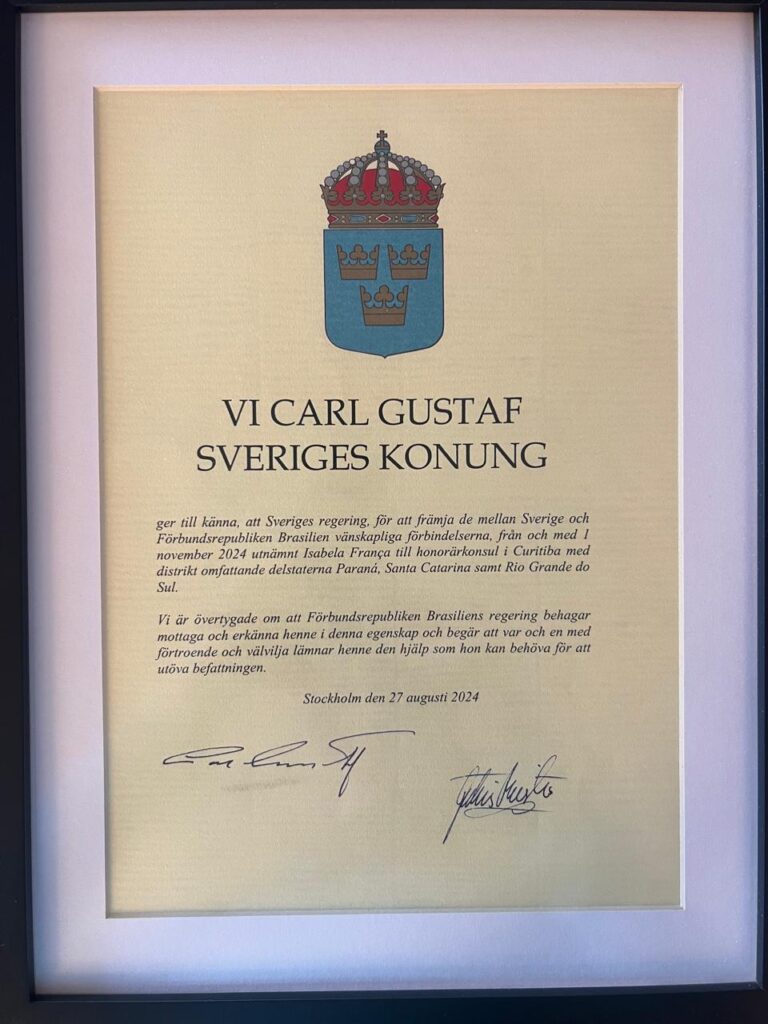 VI CARL GUSTAF
SVERIGES KONUNG
ger till känna, att Sveriges regering, för att främja de mellan Sverige och
Förbundsrepubliken Brasilien vänskapliga förbindelserna, från och med 1
november 2024 utnämnt Isabela França till honorärkonsul i Curitiba med
distrikt omfattande delstaterna Paraná, Santa Catarina samt Rio Grande do
Sul.
Vi är övertygade om att Förbundsrepubliken Brasiliens regering behagar
mottaga och erkänna henne i denna egenskap och begär att var och en med
förtroende och välvilja lämnar henne den hjälp som hon kan behöva för att
utöva befattningen.
Stockholm den 27 augusti 2024